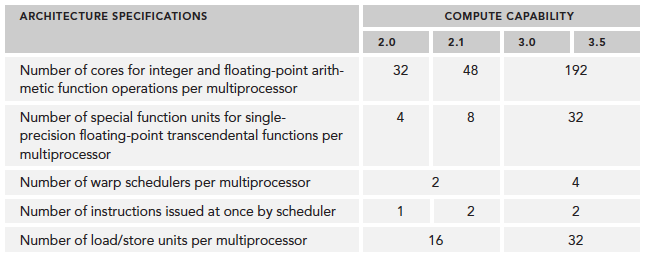 ARCHITECTURE SPECIFICATIONS COMPUTE CAPABILITY
2.0 2.1 3.0 3.5
Number of cores for integer and floating-point arith- 32 48 192
metic function operations per multiprocessor
Number of special function units for single- 4 8 32
precision floating-point transcendental functions per
multiprocessor
Number of warp schedulers per multiprocessor 2 4
Number of instructions issued at once by scheduler 1 2 2
Number of load/store units per multiprocessor 16 32